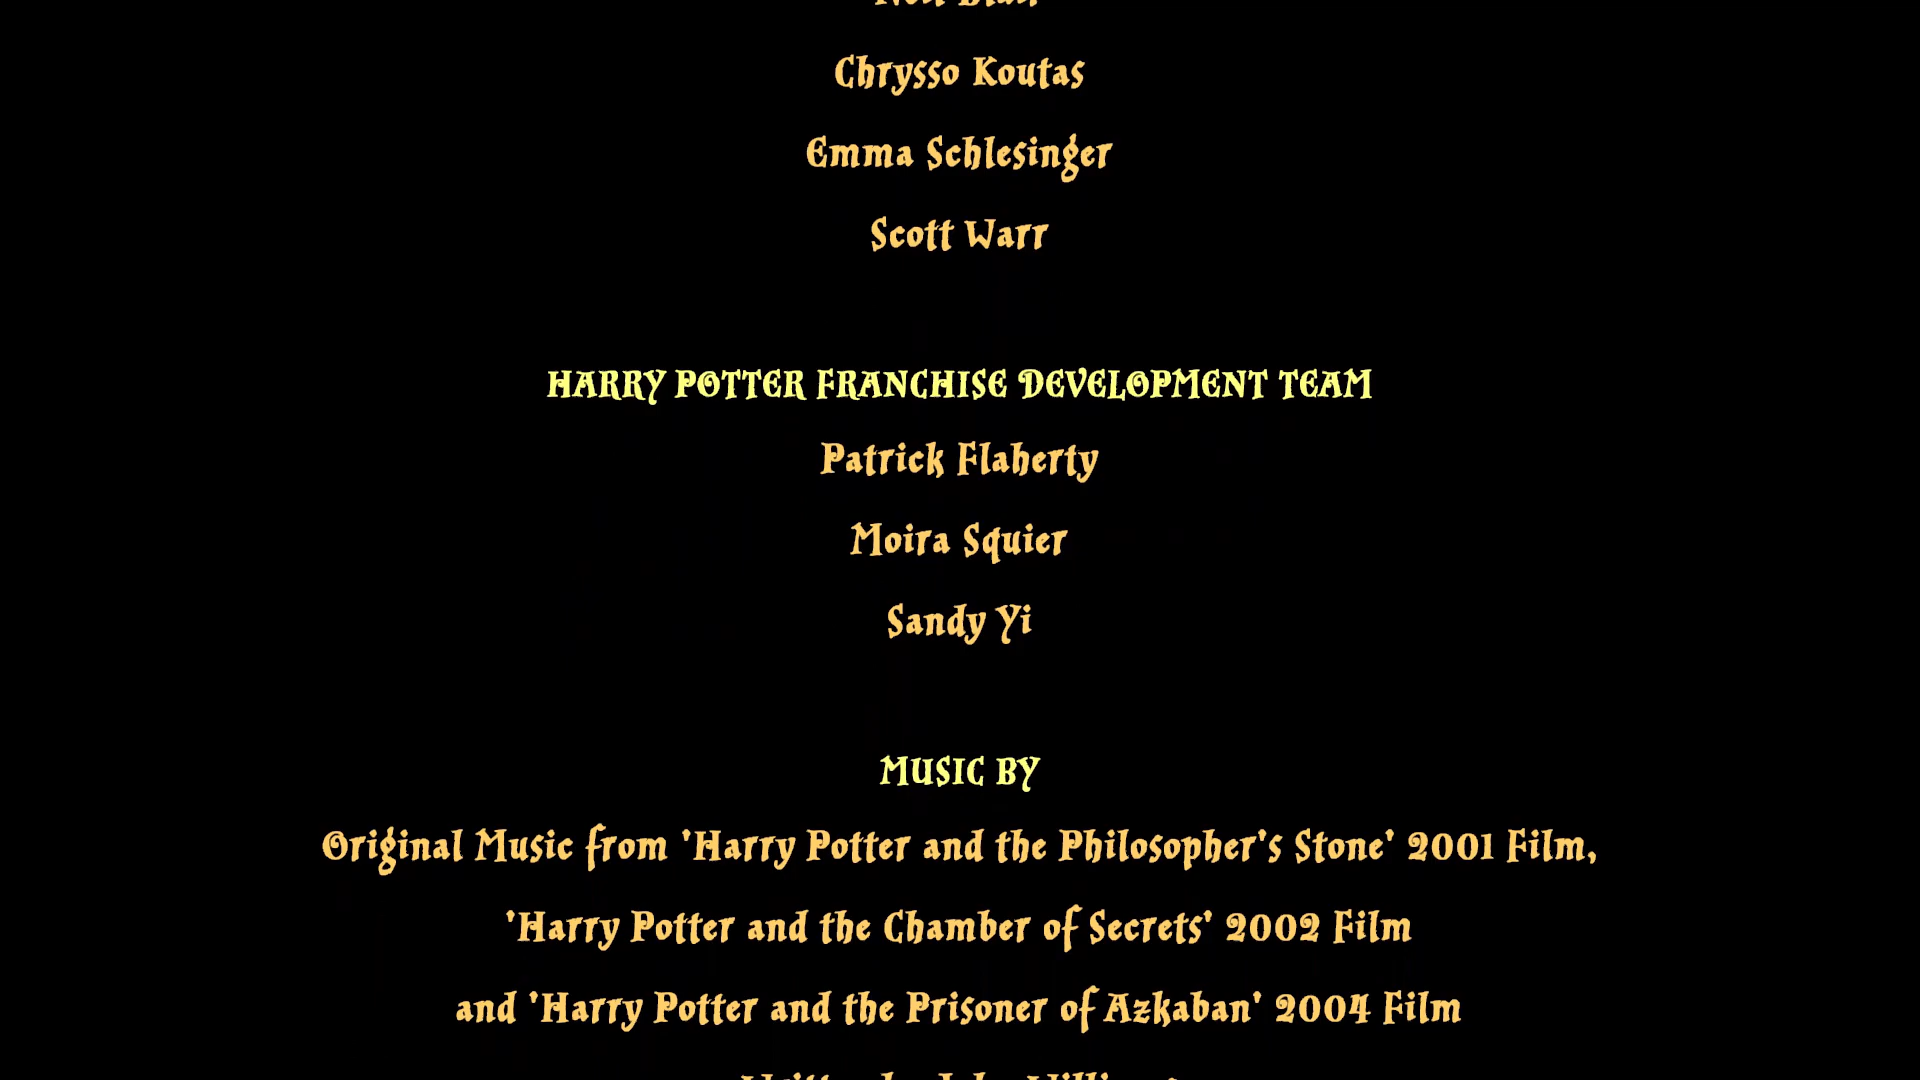 Chrysso Koutas
Emma Schlesinger
Scott Warr
HARRY POTTER FRANCHISE DEVELOPMENT TEAM
Patrick Flaherty
Moira Squier
Sandy Yi
MUSIC BY
Original Music from 'Harry Potter and the Philosopher's Stone' 2001 Film,
'Harry Potter and the Chamber of Secrets' 2002 Film
and 'Harry Potter and the Prisoner of Azkaban' 2004 Film